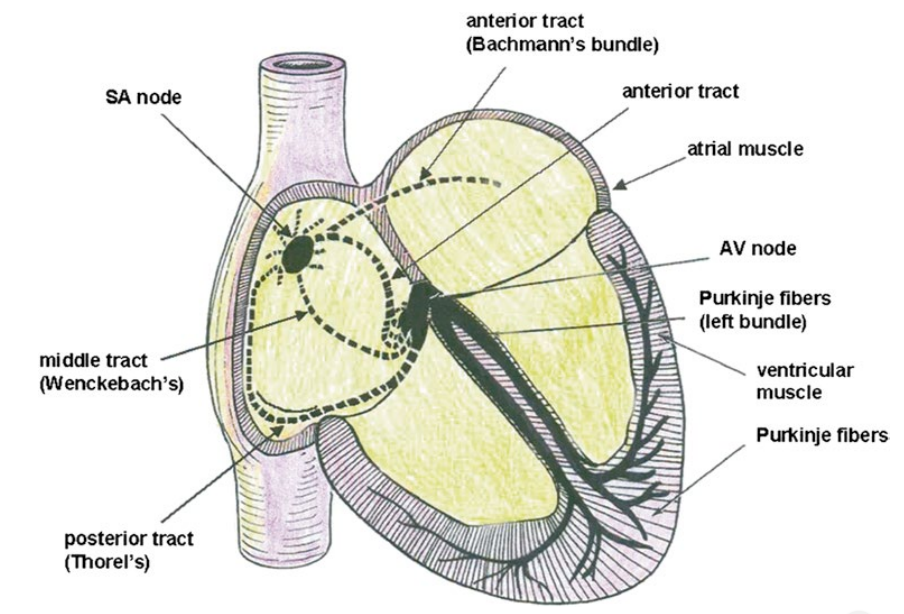 anterior tract
(Bachmann's bundle)
SA node
anterior tract
atrial muscle
AV node
Purkinje fibers
(left bundle)
middle tract
(Wenckebach's)
ventricular
muscle
Purkinje fibers
posterior tract
(Thorel's)